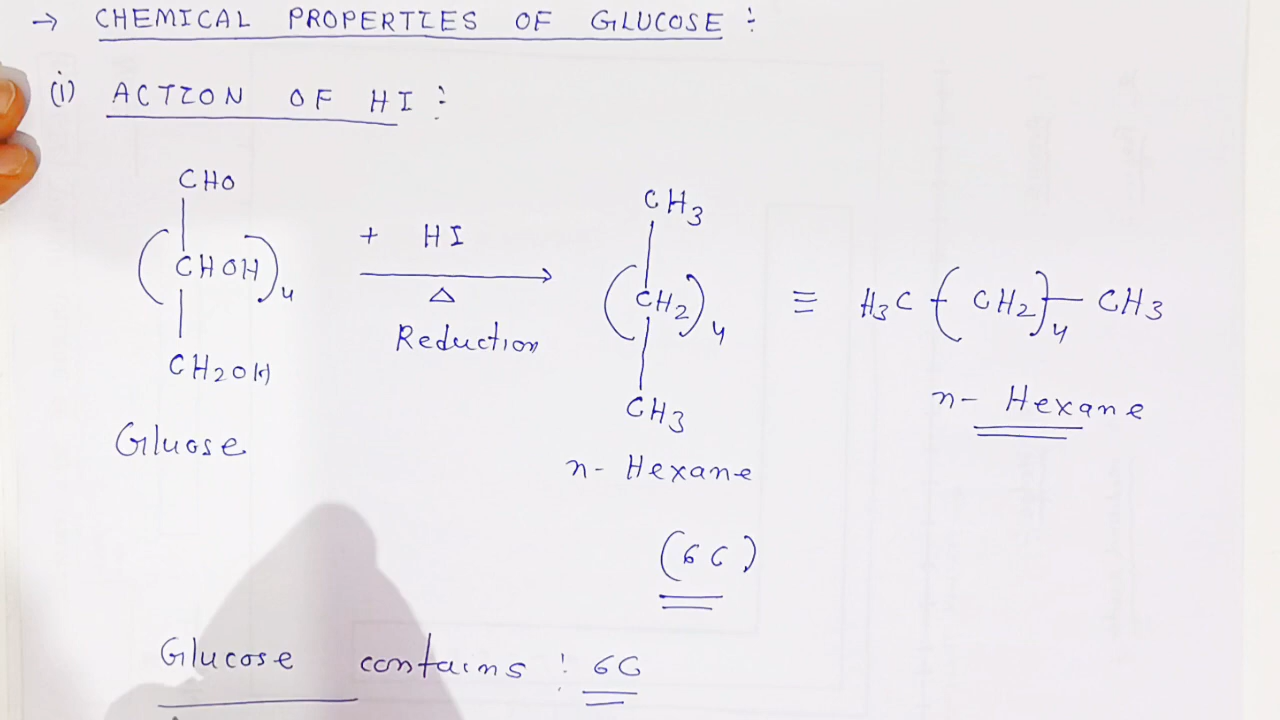 → CHEMICAL PROPERTIES OF GLUCOSE :
(i) ACTION OF HI :
CHO
(CHOH)4
CH2OH
Gluose
+ HI
Δ
Reduction
CH3
(CH2)4
CH3
n- Hexane
≡ H3C ( CH2 )4 — CH3
n- Hexane
(6C)
Glucose contains : 6C